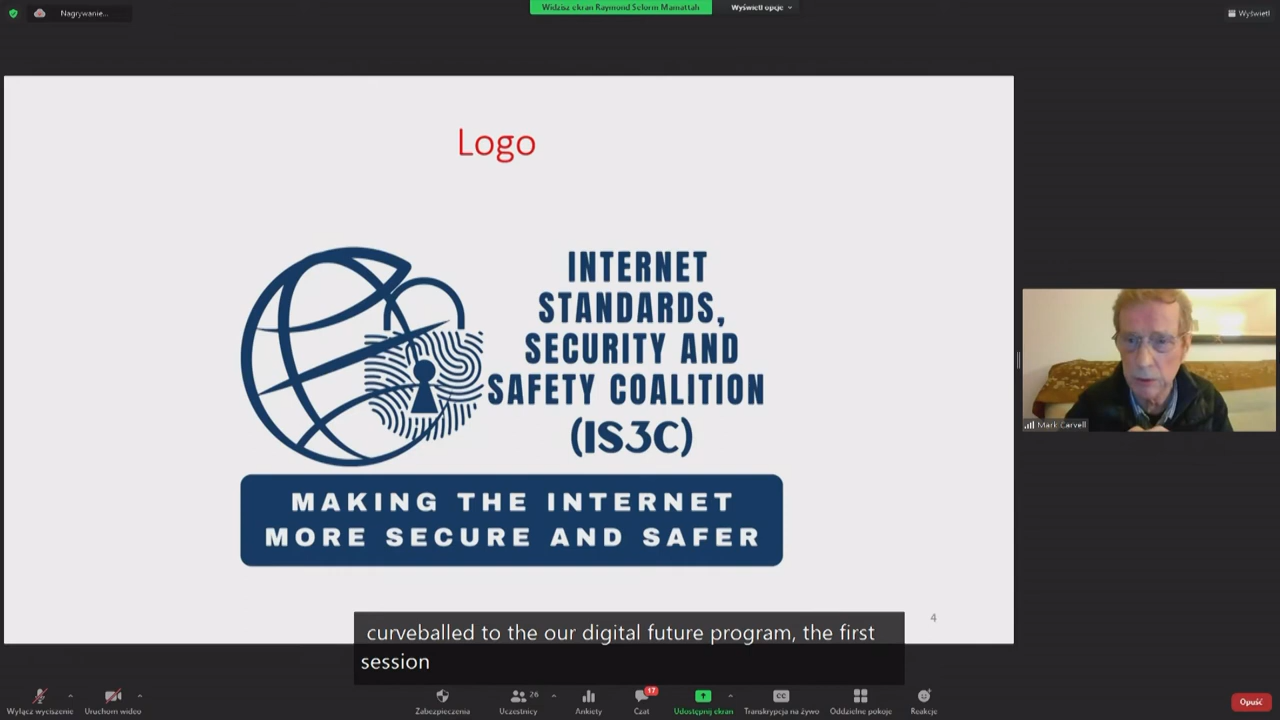 Nagrywanie...
Widzisz ekran Raymond Selorm Mamattah
Wyświetl opcje
Wyświetl
Logo
INTERNET
STANDARDS,
SECURITY AND
SAFETY COALITION
(IS3C)
MAKING THE INTERNET
MORE SECURE AND SAFER
4
Mark Carvell
curveballed to the our digital future program, the first
session
Wyłącz wyciszenie
Uruchom wideo
Zabezpieczenia
Uczestnicy
26
Ankiety
Czat
17
Udostępnij ekran
Transkrypcja na żywo
Oddzielne pokoje
Reakcje
Opuść